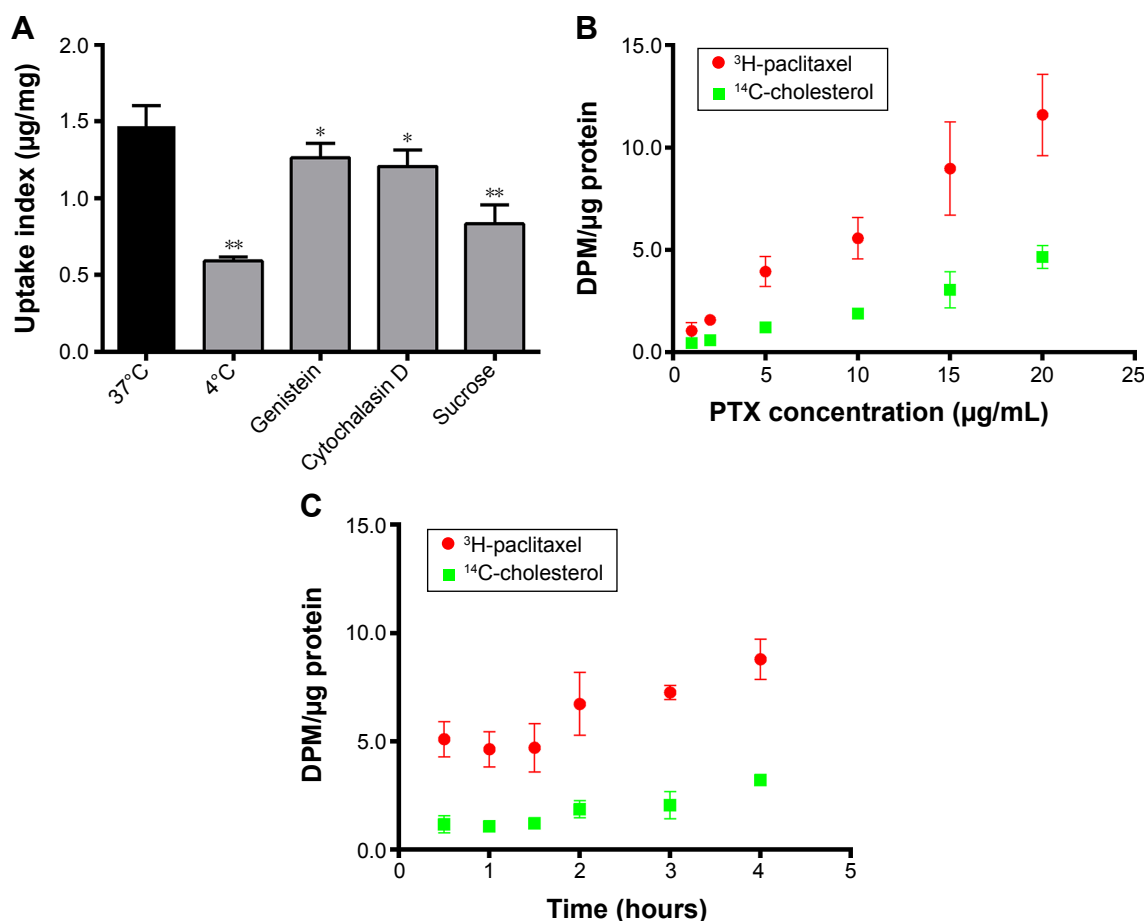 A
Uptake index (µg/mg)
2.0
1.5
1.0
0.5
0.0
**
*
*
**
37°C
4°C
Genistein
Cytochalasin D
Sucrose
B
DPM/µg protein
15.0
10.0
5.0
0.0
³H-paclitaxel
¹⁴C-cholesterol
0 5 10 15 20 25
PTX concentration (µg/mL)
C
DPM/µg protein
15.0
10.0
5.0
0.0
³H-paclitaxel
¹⁴C-cholesterol
0 1 2 3 4 5
Time (hours)